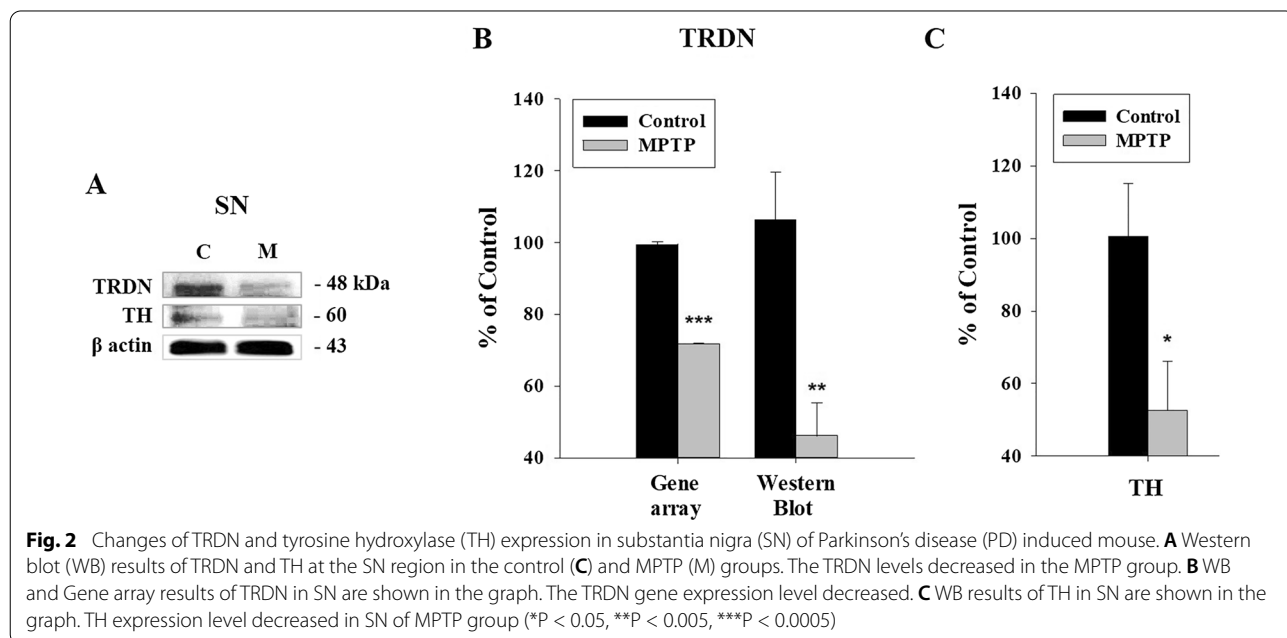 A
SN
C M
TRDN - 48 kDa
TH - 60
β actin - 43
B
TRDN
% of Control
140
120
100
80
60
40
Control
MPTP
***
**
Gene array
Western Blot
C
% of Control
140
120
100
80
60
40
Control
MPTP
*
TH
Fig. 2 Changes of TRDN and tyrosine hydroxylase (TH) expression in substantia nigra (SN) of Parkinson's disease (PD) induced mouse. A Western
blot (WB) results of TRDN and TH at the SN region in the control (C) and MPTP (M) groups. The TRDN levels decreased in the MPTP group. B WB
and Gene array results of TRDN in SN are shown in the graph. The TRDN gene expression level decreased. C WB results of TH in SN are shown in the
graph. TH expression level decreased in SN of MPTP group (*P < 0.05, **P < 0.005, ***P < 0.0005)